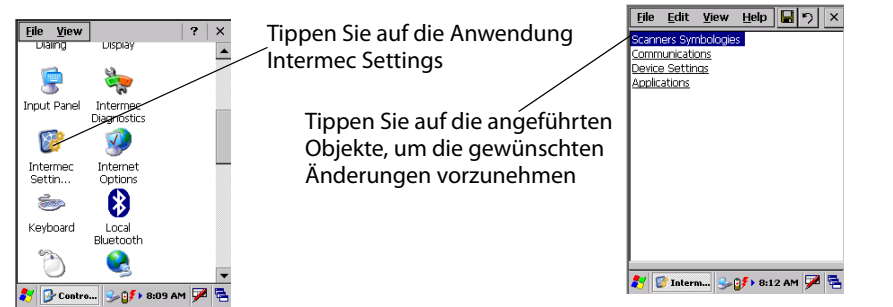 File View ? ×
Dialing Display
Input Panel Intermec Diagnostics
Intermec Settin... Internet Options
Keyboard Local Bluetooth
Contro... 8:09 AM
Tippen Sie auf die Anwendung
Intermec Settings
Tippen Sie auf die angeführten
Objekte, um die gewünschten
Änderungen vorzunehmen
File Edit View Help ×
Scanners Symbologies
Communications
Device Settings
Applications
Interm... 8:12 AM